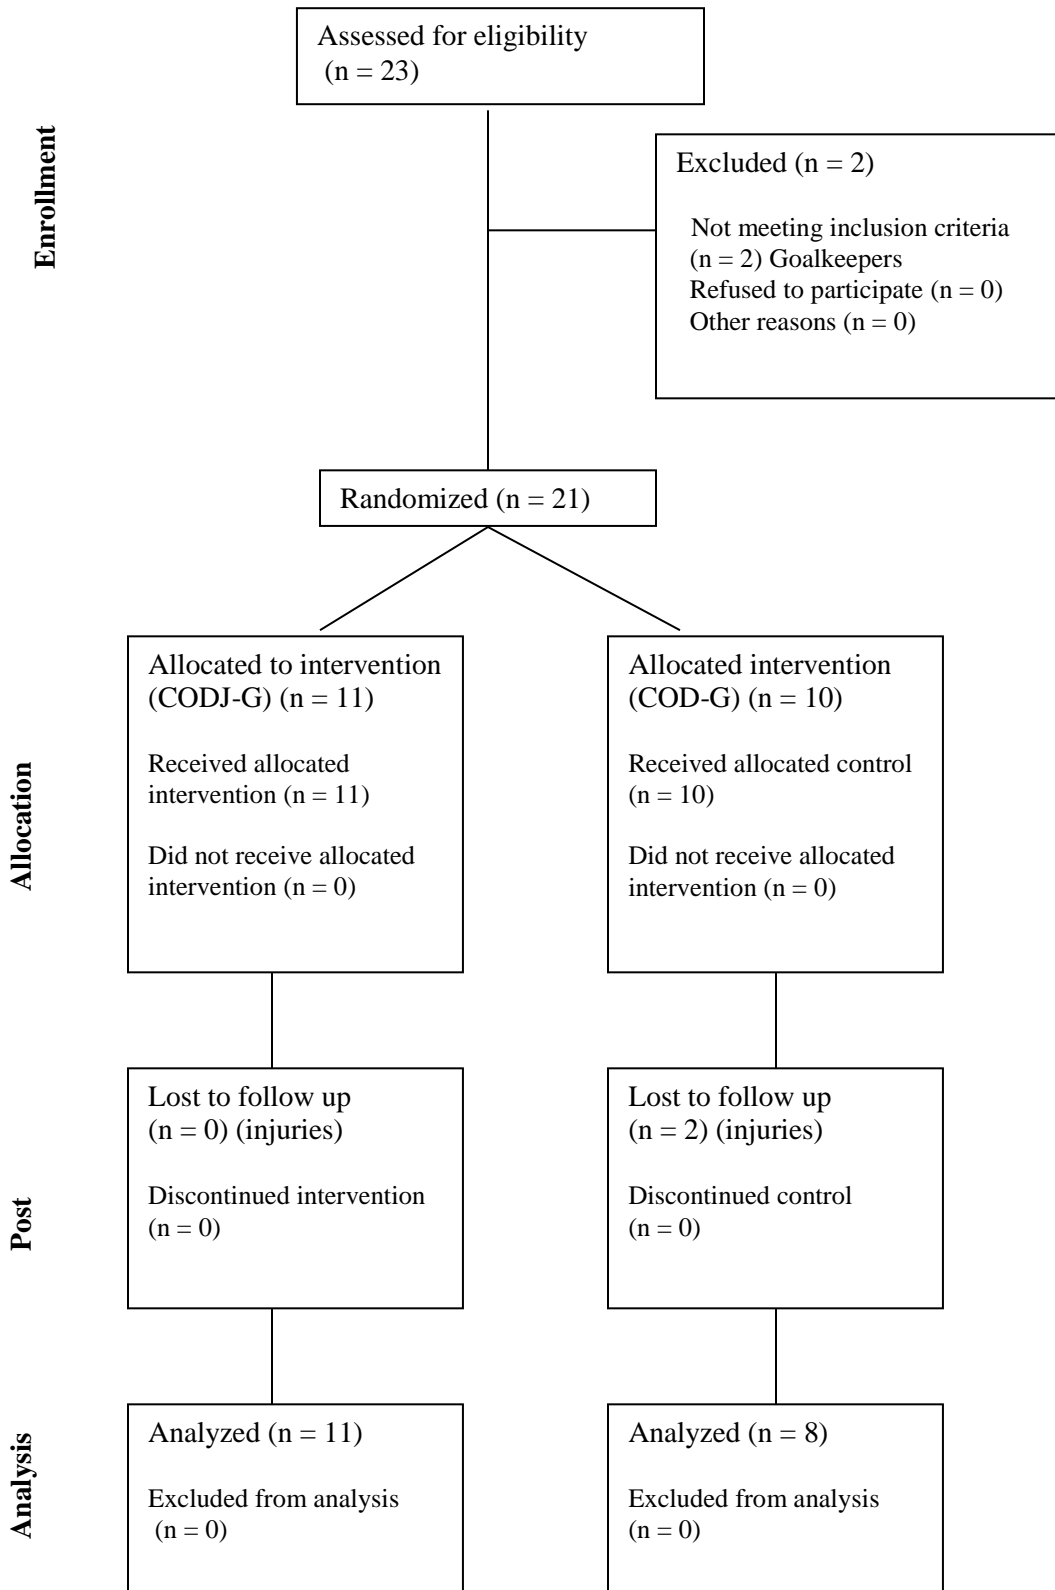 Assessed for eligibility
(n = 23)
Enrollment
Excluded (n = 2)
Not meeting inclusion criteria
(n = 2) Goalkeepers
Refused to participate (n = 0)
Other reasons (n = 0)
Randomized (n = 21)
Allocation
Allocated to intervention
(CODJ-G) (n = 11)
Received allocated
intervention (n = 11)
Did not receive allocated
intervention (n = 0)
Allocated intervention
(COD-G) (n = 10)
Received allocated control
(n = 10)
Did not receive allocated
intervention (n = 0)
Post
Lost to follow up
(n = 0) (injuries)
Discontinued intervention
(n = 0)
Lost to follow up
(n = 2) (injuries)
Discontinued control
(n = 0)
Analysis
Analyzed (n = 11)
Excluded from analysis
(n = 0)
Analyzed (n = 8)
Excluded from analysis
(n = 0)